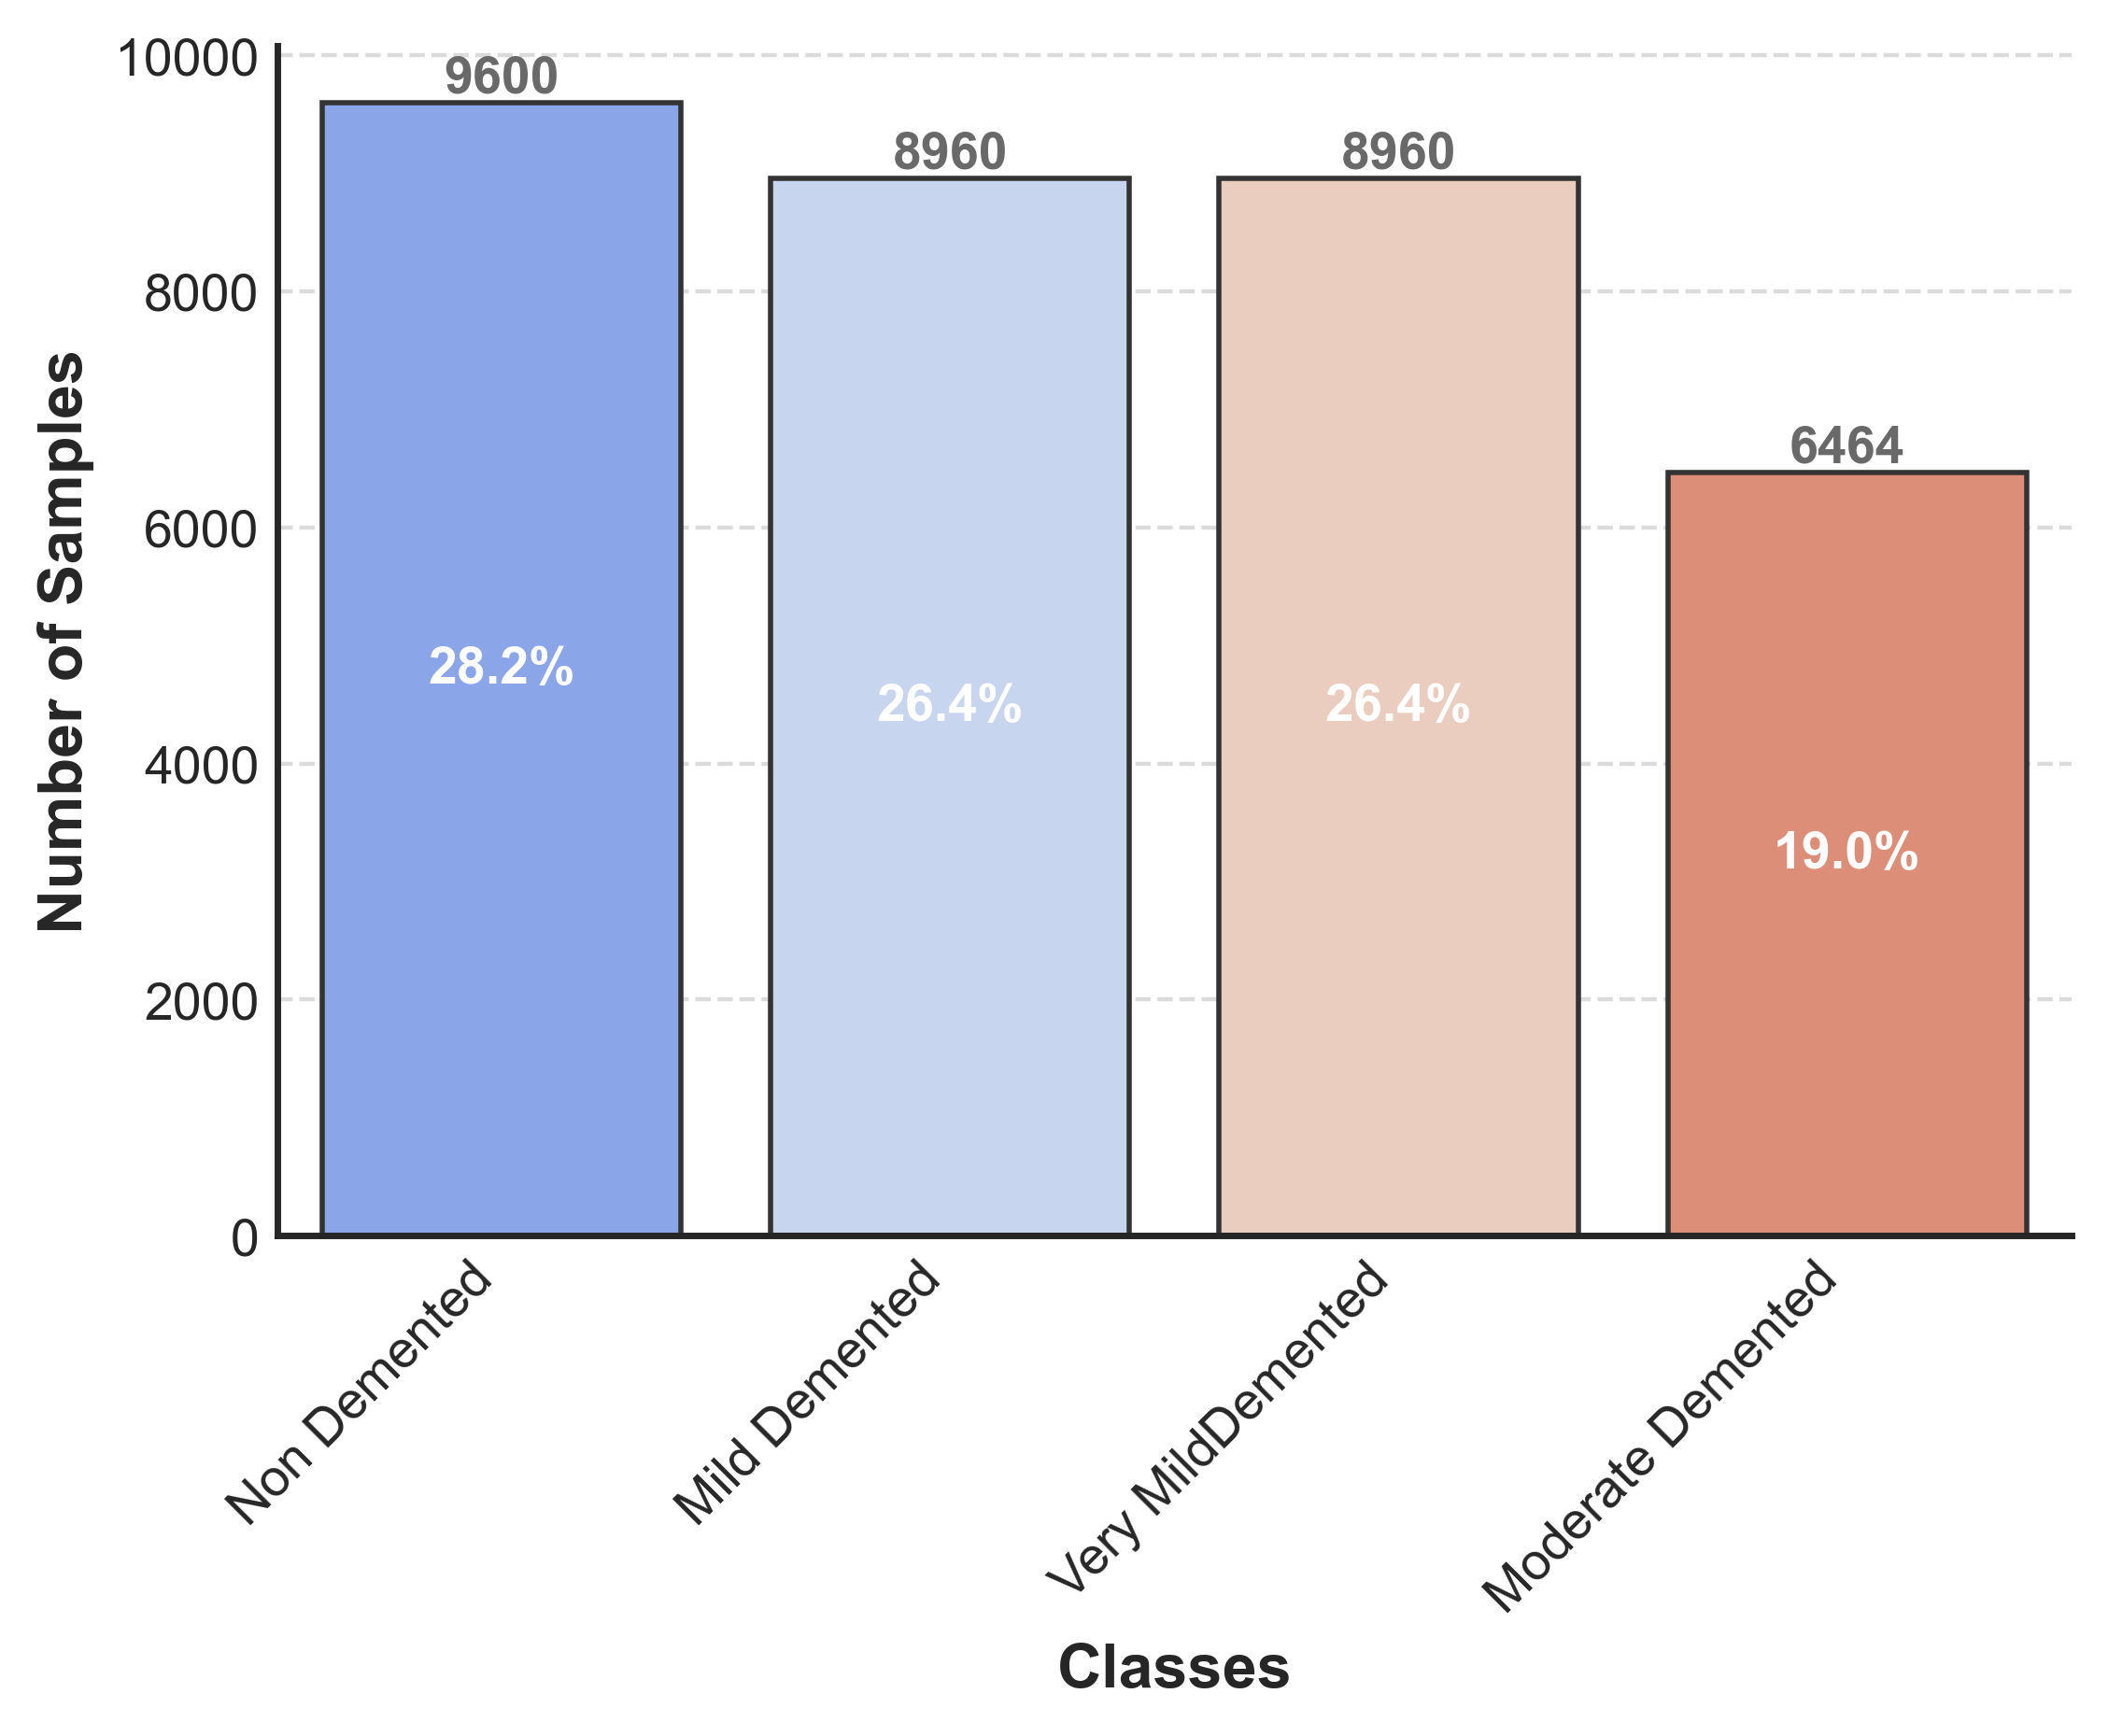 10000
8000
6000
4000
2000
0
Number of Samples
9600
8960
8960
6464
28.2%
26.4%
26.4%
19.0%
Non Demented
Mild Demented
Very MildDemented
Moderate Demented
Classes